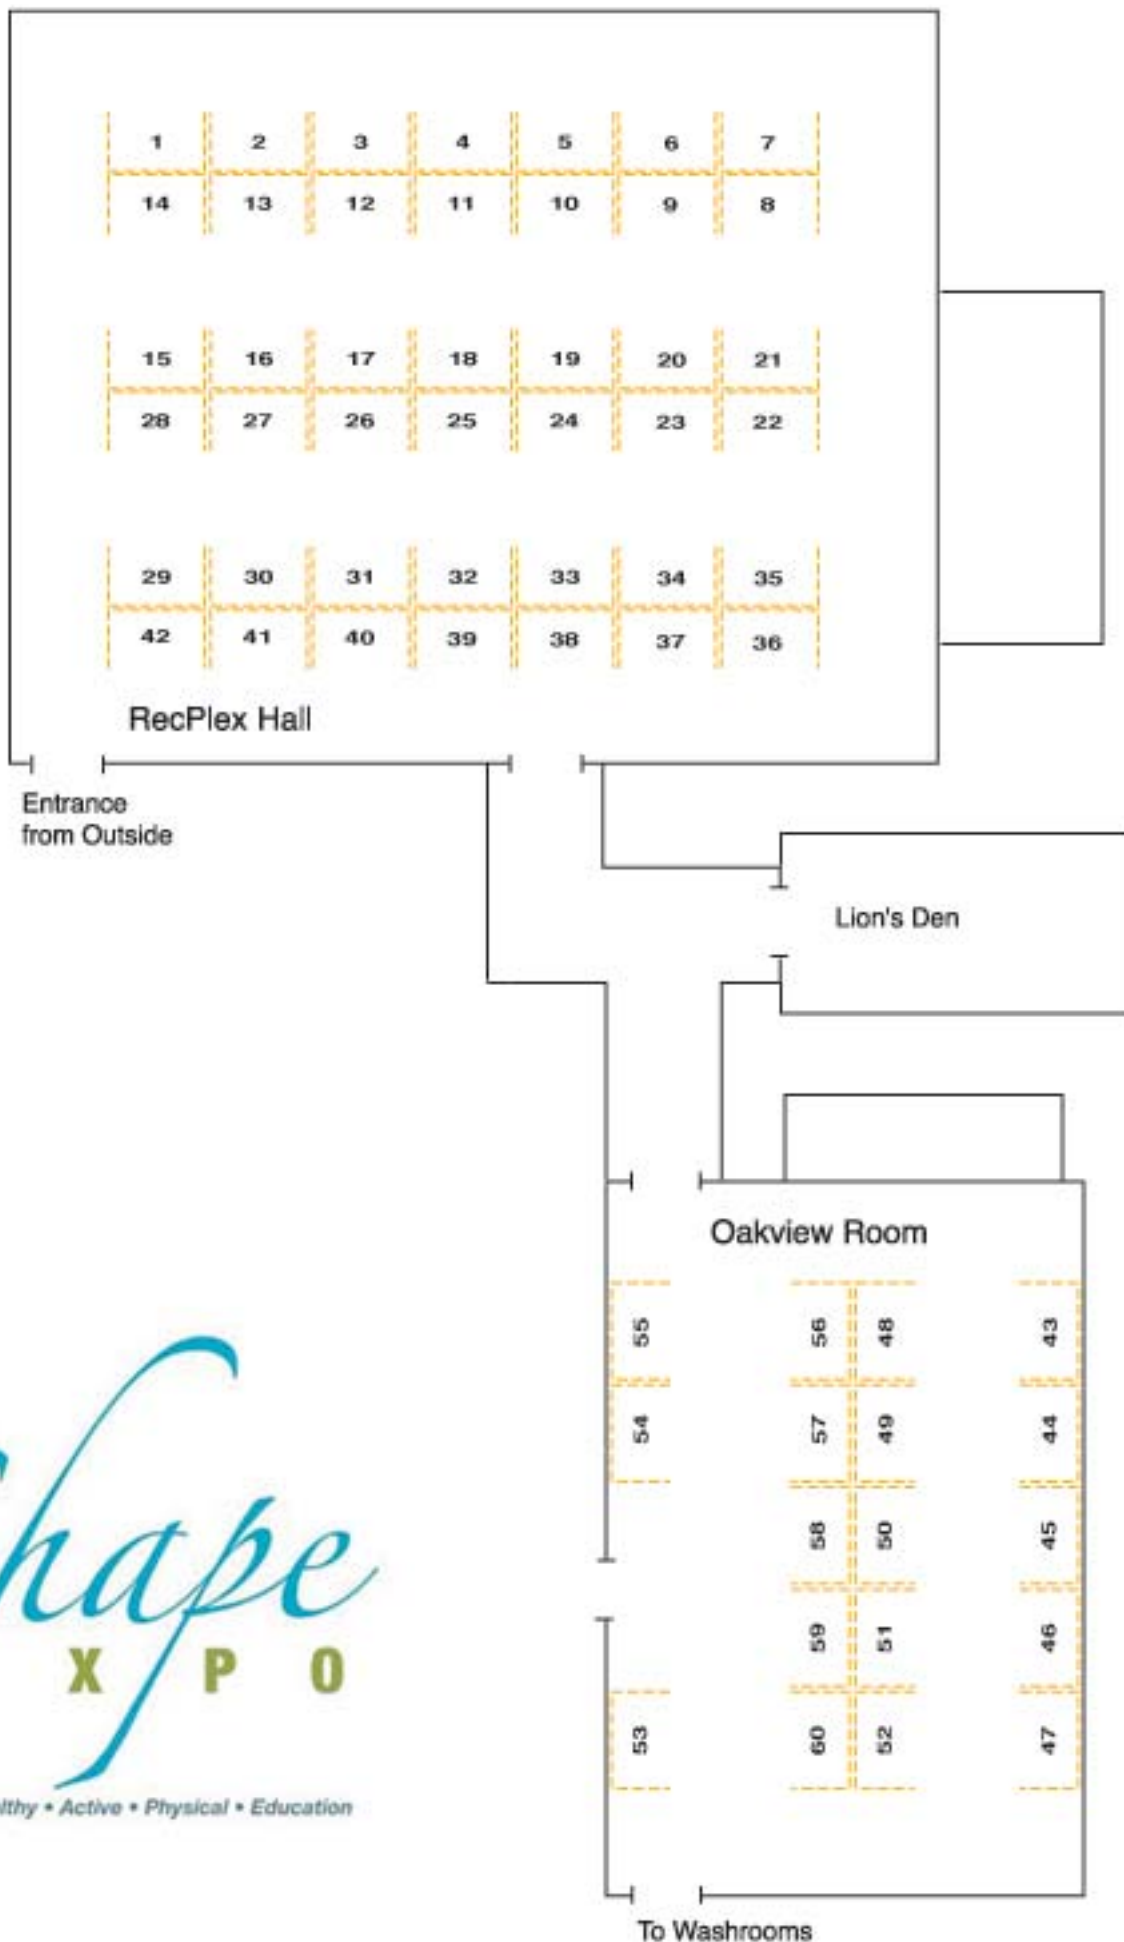 1 2 3 4 5 6 7
14 13 12 11 10 9 8
15 16 17 18 19 20 21
28 27 26 25 24 23 22
29 30 31 32 33 34 35
42 41 40 39 38 37 36
RecPlex Hall
Entrance
from Outside
Lion's Den
Oakview Room
55 56 48 43
54 57 49 44
58 50 45
59 51 46
53 60 52 47
To Washrooms
hape
X P O
lthy • Active • Physical • Education